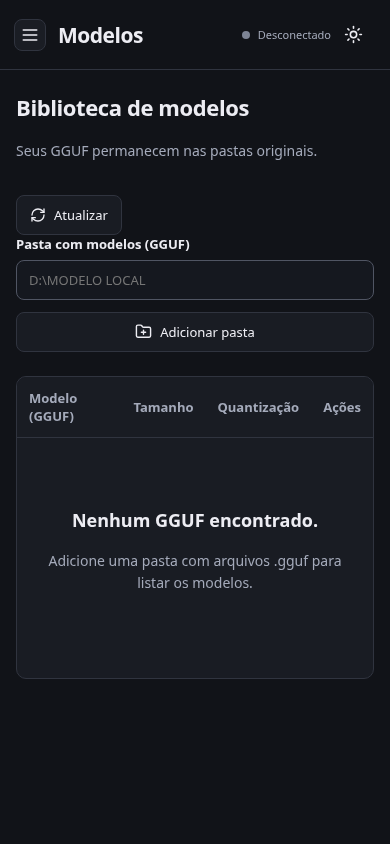 Modelos
Desconectado
Biblioteca de modelos
Seus GGUF permanecem nas pastas originais.
Atualizar
Pasta com modelos (GGUF)
D:\MODELO LOCAL
Adicionar pasta
Modelo
(GGUF)
Tamanho
Quantização
Ações
Nenhum GGUF encontrado.
Adicione uma pasta com arquivos .gguf para
listar os modelos.